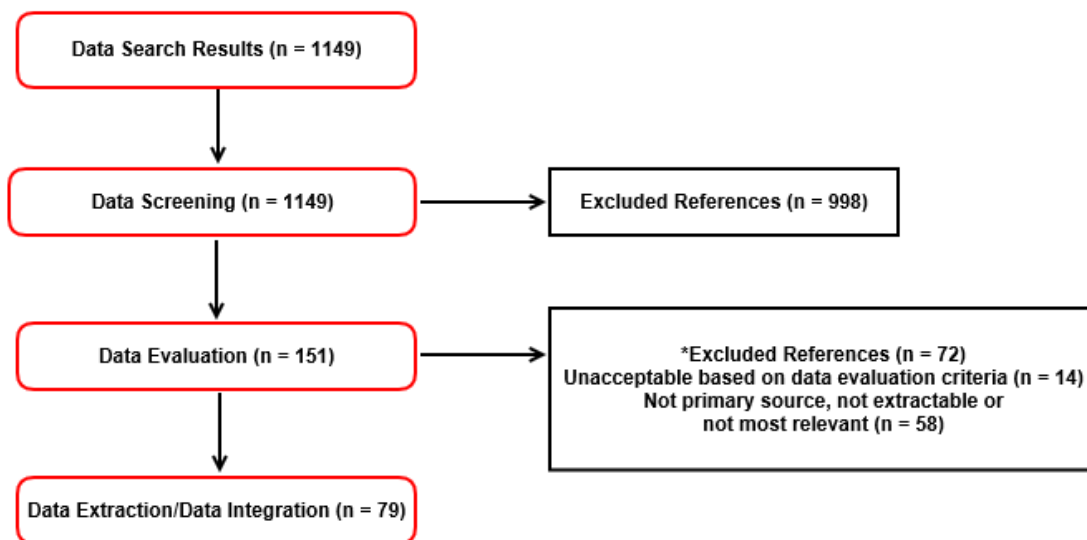 Data Search Results (n = 1149)
Data Screening (n = 1149)
Excluded References (n = 998)
Data Evaluation (n = 151)
*Excluded References (n = 72)
Unacceptable based on data evaluation criteria (n = 14)
Not primary source, not extractable or
not most relevant (n = 58)
Data Extraction/Data Integration (n = 79)